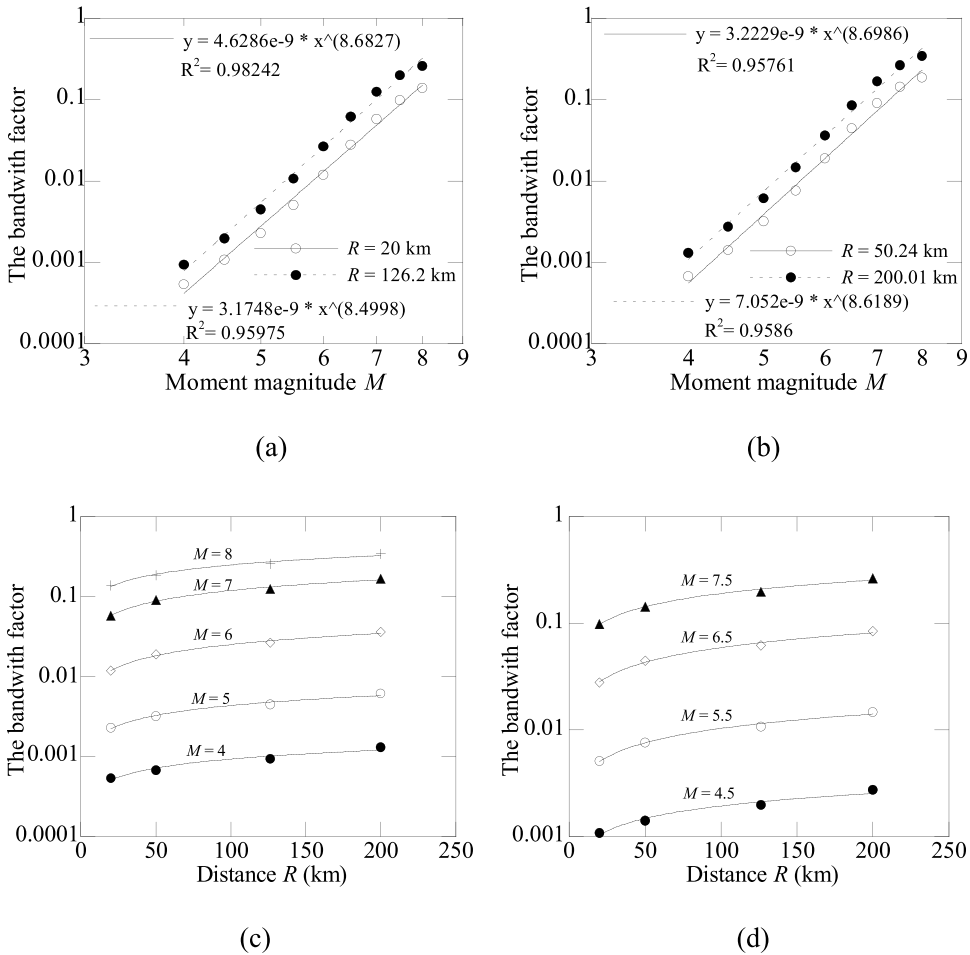 1
y = 4.6286e-9 * x^(8.6827)
R2= 0.98242
0.1
0.01
R = 20 km
0.001
R = 126.2 km
y = 3.1748e-9 * x^(8.4998)
R2= 0.95975
0.0001
3 4 5 6 7 8 9
Moment magnitude M
The bandwith factor
(a)
1
y = 3.2229e-9 * x^(8.6986)
R2= 0.95761
0.1
0.01
R = 50.24 km
0.001
R = 200.01 km
y = 7.052e-9 * x^(8.6189)
R2= 0.9586
0.0001
3 4 5 6 7 8 9
Moment magnitude M
The bandwith factor
(b)
0 50 100 150 200 250
1
M = 8
M = 7
0.1
M = 6
0.01
M = 5
0.001
M = 4
0.0001
Distance R (km)
The bandwith factor
(c)
1
M = 7.5
0.1
M = 6.5
M = 5.5
0.01
M = 4.5
0.001
0 50 100 150 200 250
Distance R (km)
The bandwith factor
(d)